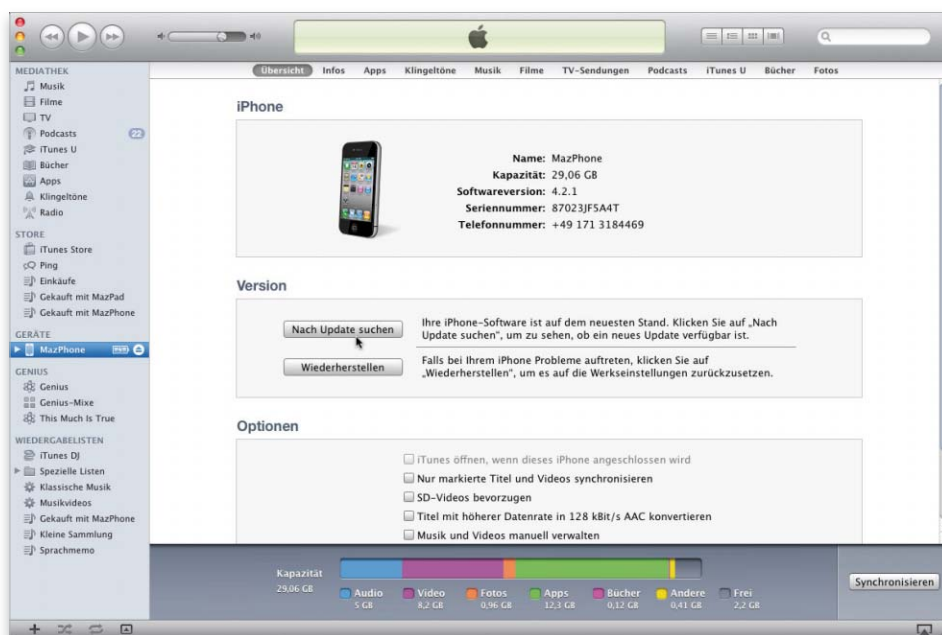 Übersicht Infos Apps Klingeltöne Musik Filme TV-Sendungen Podcasts iTunes U Bücher Fotos
MEDIATHEK
Musik
Filme
TV
Podcasts 22
iTunes U
Bücher
Apps
Klingeltöne
Radio
STORE
iTunes Store
Ping
Einkäufe
Gekauft mit MazPad
Gekauft mit MazPhone
GERÄTE
MazPhone
GENIUS
Genius
Genius-Mixe
This Much Is True
WIEDERGABELISTEN
iTunes DJ
Spezielle Listen
Klassische Musik
Musikvideos
Gekauft mit MazPhone
Kleine Sammlung
Sprachmemo
iPhone
Name: MazPhone
Kapazität: 29,06 GB
Softwareversion: 4.2.1
Seriennummer: 87023JFSA4T
Telefonnummer: +49 171 3184469
Version
Nach Update suchen
Ihre iPhone-Software ist auf dem neuesten Stand. Klicken Sie auf „Nach
Update suchen“, um zu sehen, ob ein neues Update verfügbar ist.
Wiederherstellen
Falls bei Ihrem iPhone Probleme auftreten, klicken Sie auf
„Wiederherstellen“, um es auf die Werkseinstellungen zurückzusetzen.
Optionen
iTunes öffnen, wenn dieses iPhone angeschlossen wird
Nur markierte Titel und Videos synchronisieren
SD-Videos bevorzugen
Titel mit höherer Datenrate in 128 kBit/s AAC konvertieren
Musik und Videos manuell verwalten
Kapazität
29,06 GB
Audio Video Fotos Apps Bücher Andere Frei
5 GB 8,2 GB 0,96 GB 12,3 GB 0,12 GB 0,41 GB 2,2 GB
Synchronisieren